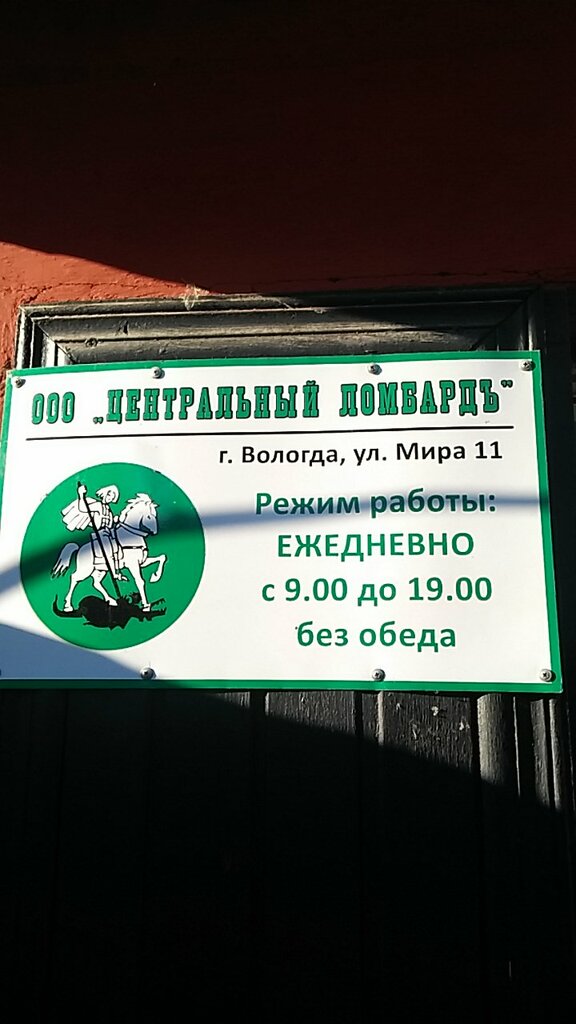 ООО „ЦЕНТРАЛЬНЫЙ ЛОМБАРДЪ”
г. Вологда, ул. Мира 11
Режим работы:
ЕЖЕДНЕВНО
с 9.00 до 19.00
без обеда